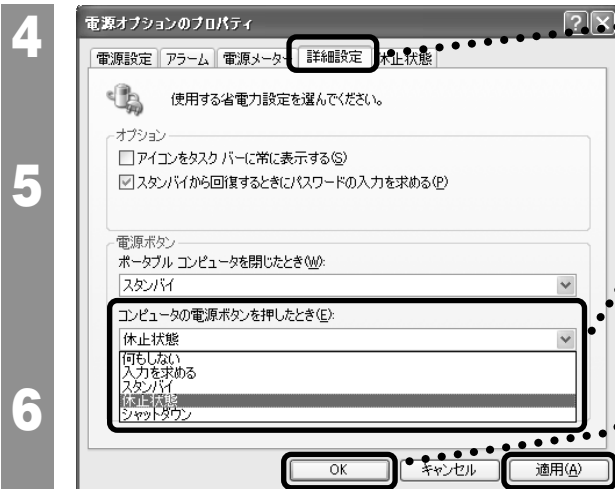 4
5
6
電源オプションのプロパティ
電源設定 アラーム 電源メーター 詳細設定 休止状態
使用する省電力設定を選んでください。
オプション
アイコンをタスク バーに常に表示する(S)
スタンバイから回復するときにパスワードの入力を求める(P)
電源ボタン
ポータブル コンピュータを閉じたとき(W):
スタンバイ
コンピュータの電源ボタンを押したとき(E):
休止状態
何もしない
入力を求める
スタンバイ
休止状態
シャットダウン
OK キャンセル 適用(A)